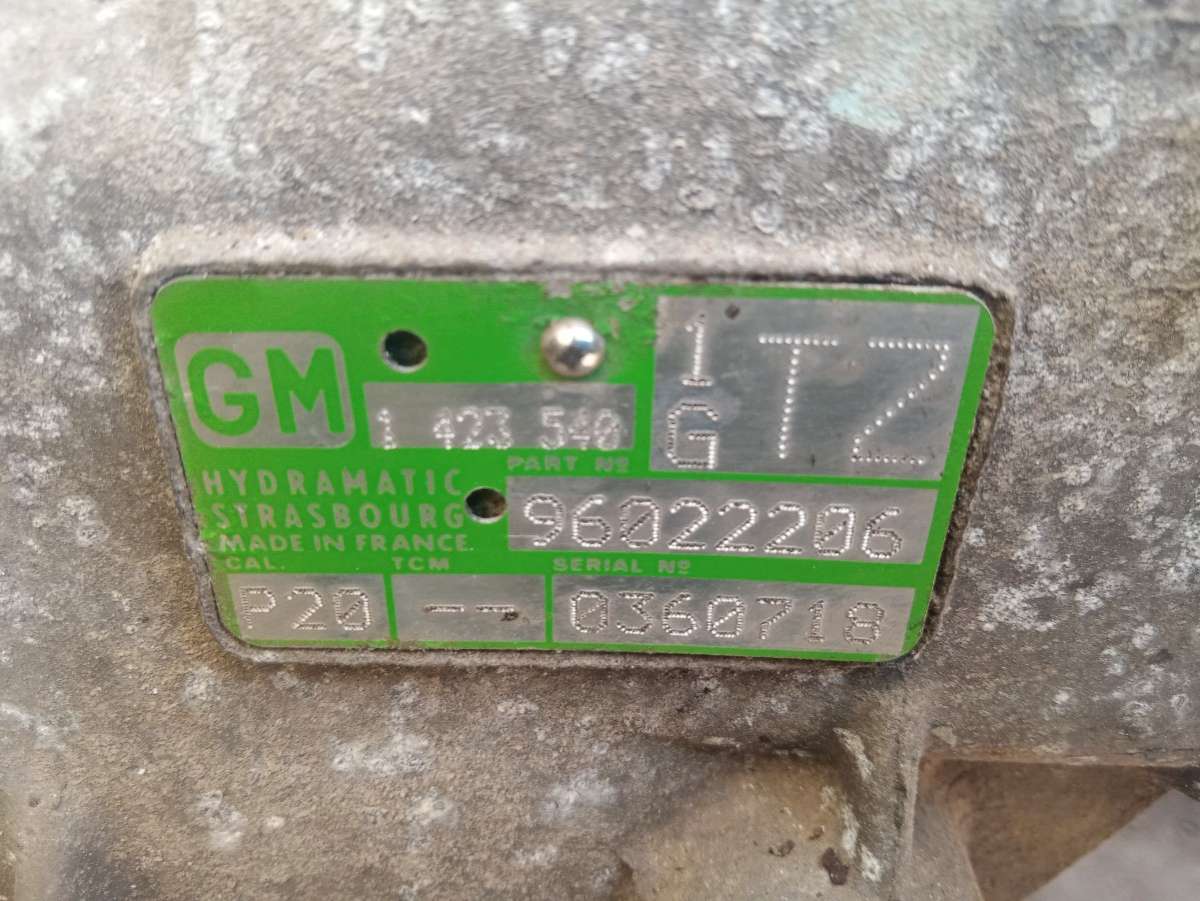 GM
1 423 540
1
G
TZ
PART Nº
HYDRAMATIC
STRASBOURG
MADE IN FRANCE
96022206
CAL. TCM SERIAL Nº
P20 -- 0360718